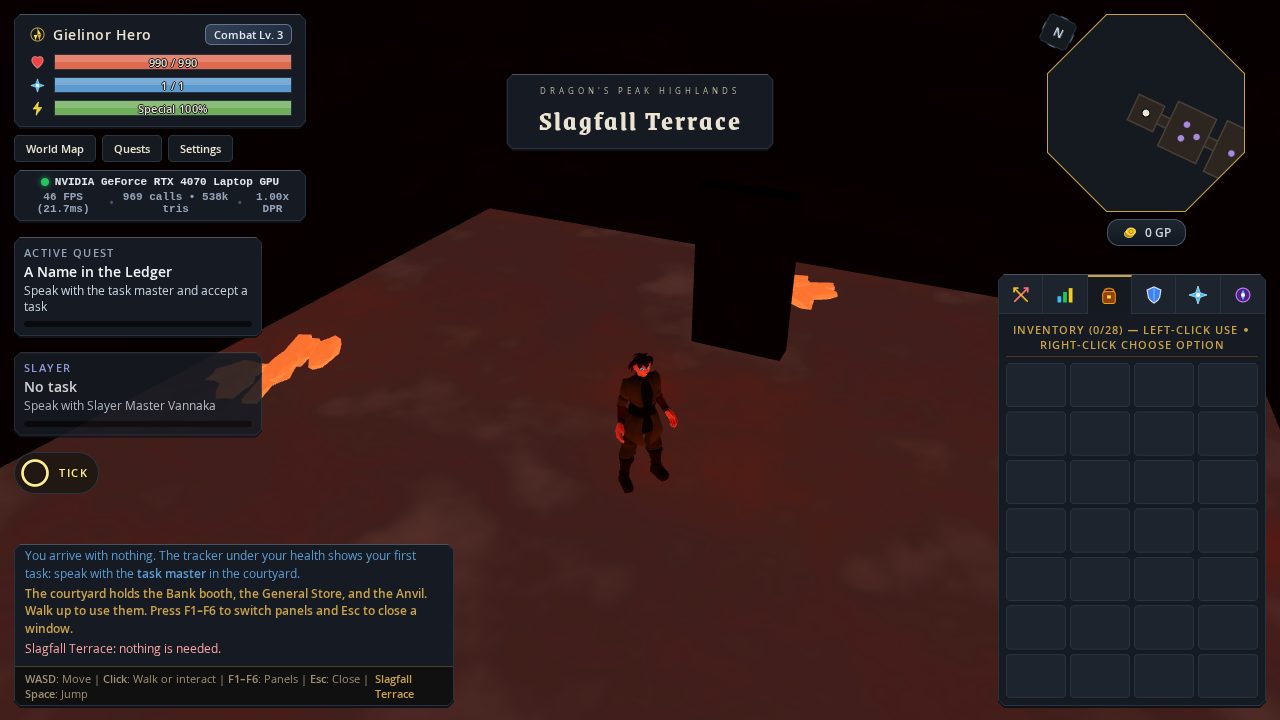 Gielinor Hero
Combat Lv. 3
990 / 990
1 / 1
Special 100%
World Map
Quests
Settings
NVIDIA GeForce RTX 4070 Laptop GPU
46 FPS (21.7ms) • 969 calls • 538k tris • 1.00x DPR
ACTIVE QUEST
A Name in the Ledger
Speak with the task master and accept a
task
SLAYER
No task
Speak with Slayer Master Vannaka
TICK
DRAGON'S PEAK HIGHLANDS
Slagfall Terrace
N
0 GP
INVENTORY (0/28) — LEFT-CLICK USE •
RIGHT-CLICK CHOOSE OPTION
You arrive with nothing. The tracker under your health shows your first
task: speak with the task master in the courtyard.
The courtyard holds the Bank booth, the General Store, and the Anvil.
Walk up to use them. Press F1–F6 to switch panels and Esc to close a
window.
Slagfall Terrace: nothing is needed.
WASD: Move | Click: Walk or interact | F1–F6: Panels | Esc: Close |
Space: Jump
Slagfall
Terrace